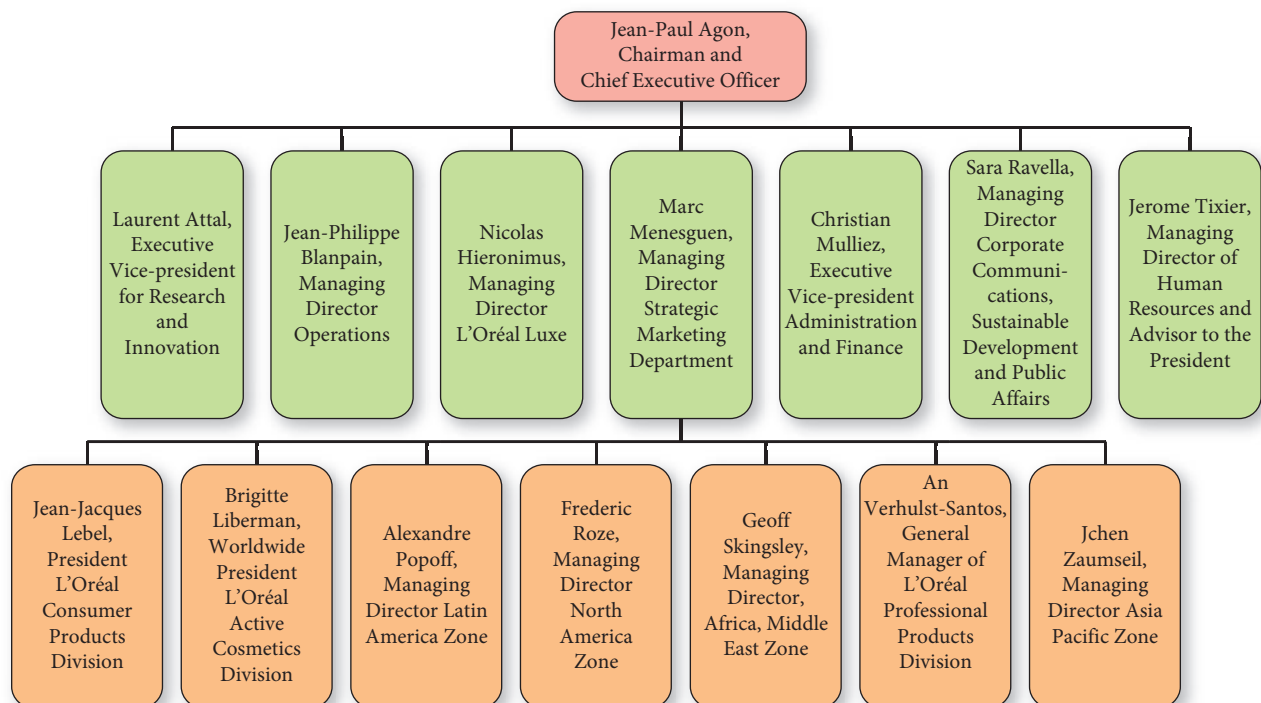 Jean-Paul Agon,
Chairman and
Chief Executive Officer
Laurent Attal,
Executive
Vice-president
for Research
and
Innovation
Jean-Philippe
Blanpain,
Managing
Director
Operations
Nicolas
Hieronimus,
Managing
Director
L’Oréal Luxe
Marc
Menesguen,
Managing
Director
Strategic
Marketing
Department
Christian
Mulliez,
Executive
Vice-president
Administration
and Finance
Sara Ravella,
Managing
Director
Corporate
Communi-
cations,
Sustainable
Development
and Public
Affairs
Jerome Tixier,
Managing
Director of
Human
Resources and
Advisor to the
President
Jean-Jacques
Lebel,
President
L’Oréal
Consumer
Products
Division
Brigitte
Liberman,
Worldwide
President
L’Oréal
Active
Cosmetics
Division
Alexandre
Popoff,
Managing
Director Latin
America Zone
Frederic
Roze,
Managing
Director
North
America
Zone
Geoff
Skingsley,
Managing
Director,
Africa, Middle
East Zone
An
Verhulst-Santos,
General
Manager of
L’Oréal
Professional
Products
Division
Jchen
Zaumseil,
Managing
Director Asia
Pacific Zone